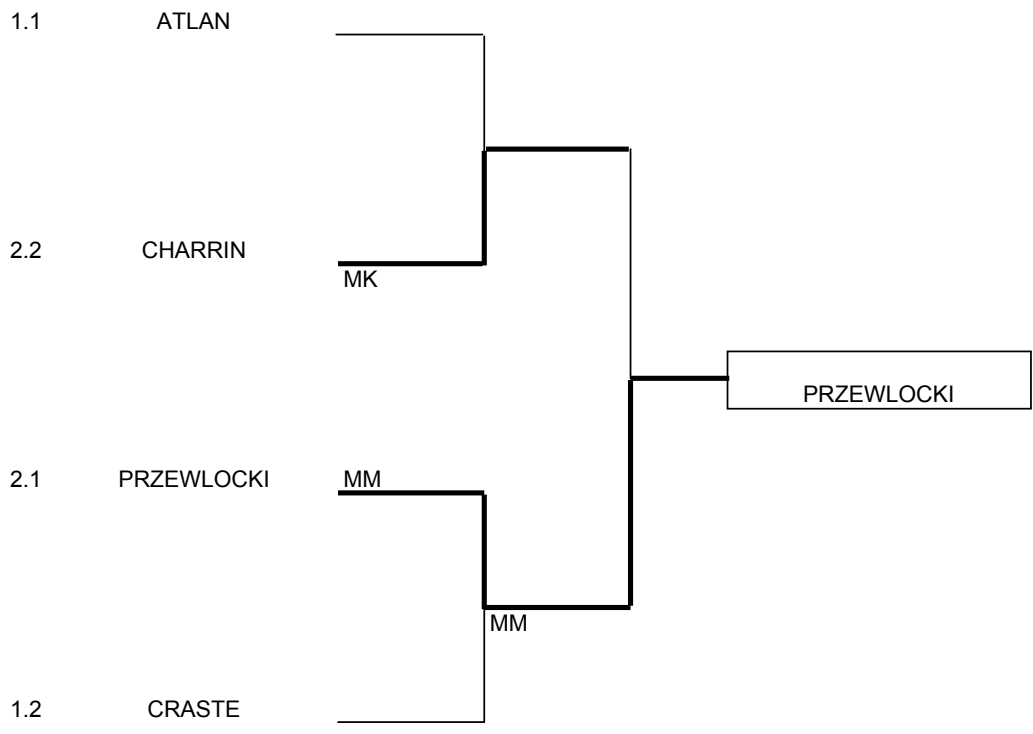 1.1 ATLAN
2.2 CHARRIN
MK
PRZEWLOCKI
2.1 PRZEWLOCKI MM
MM
1.2 CRASTE